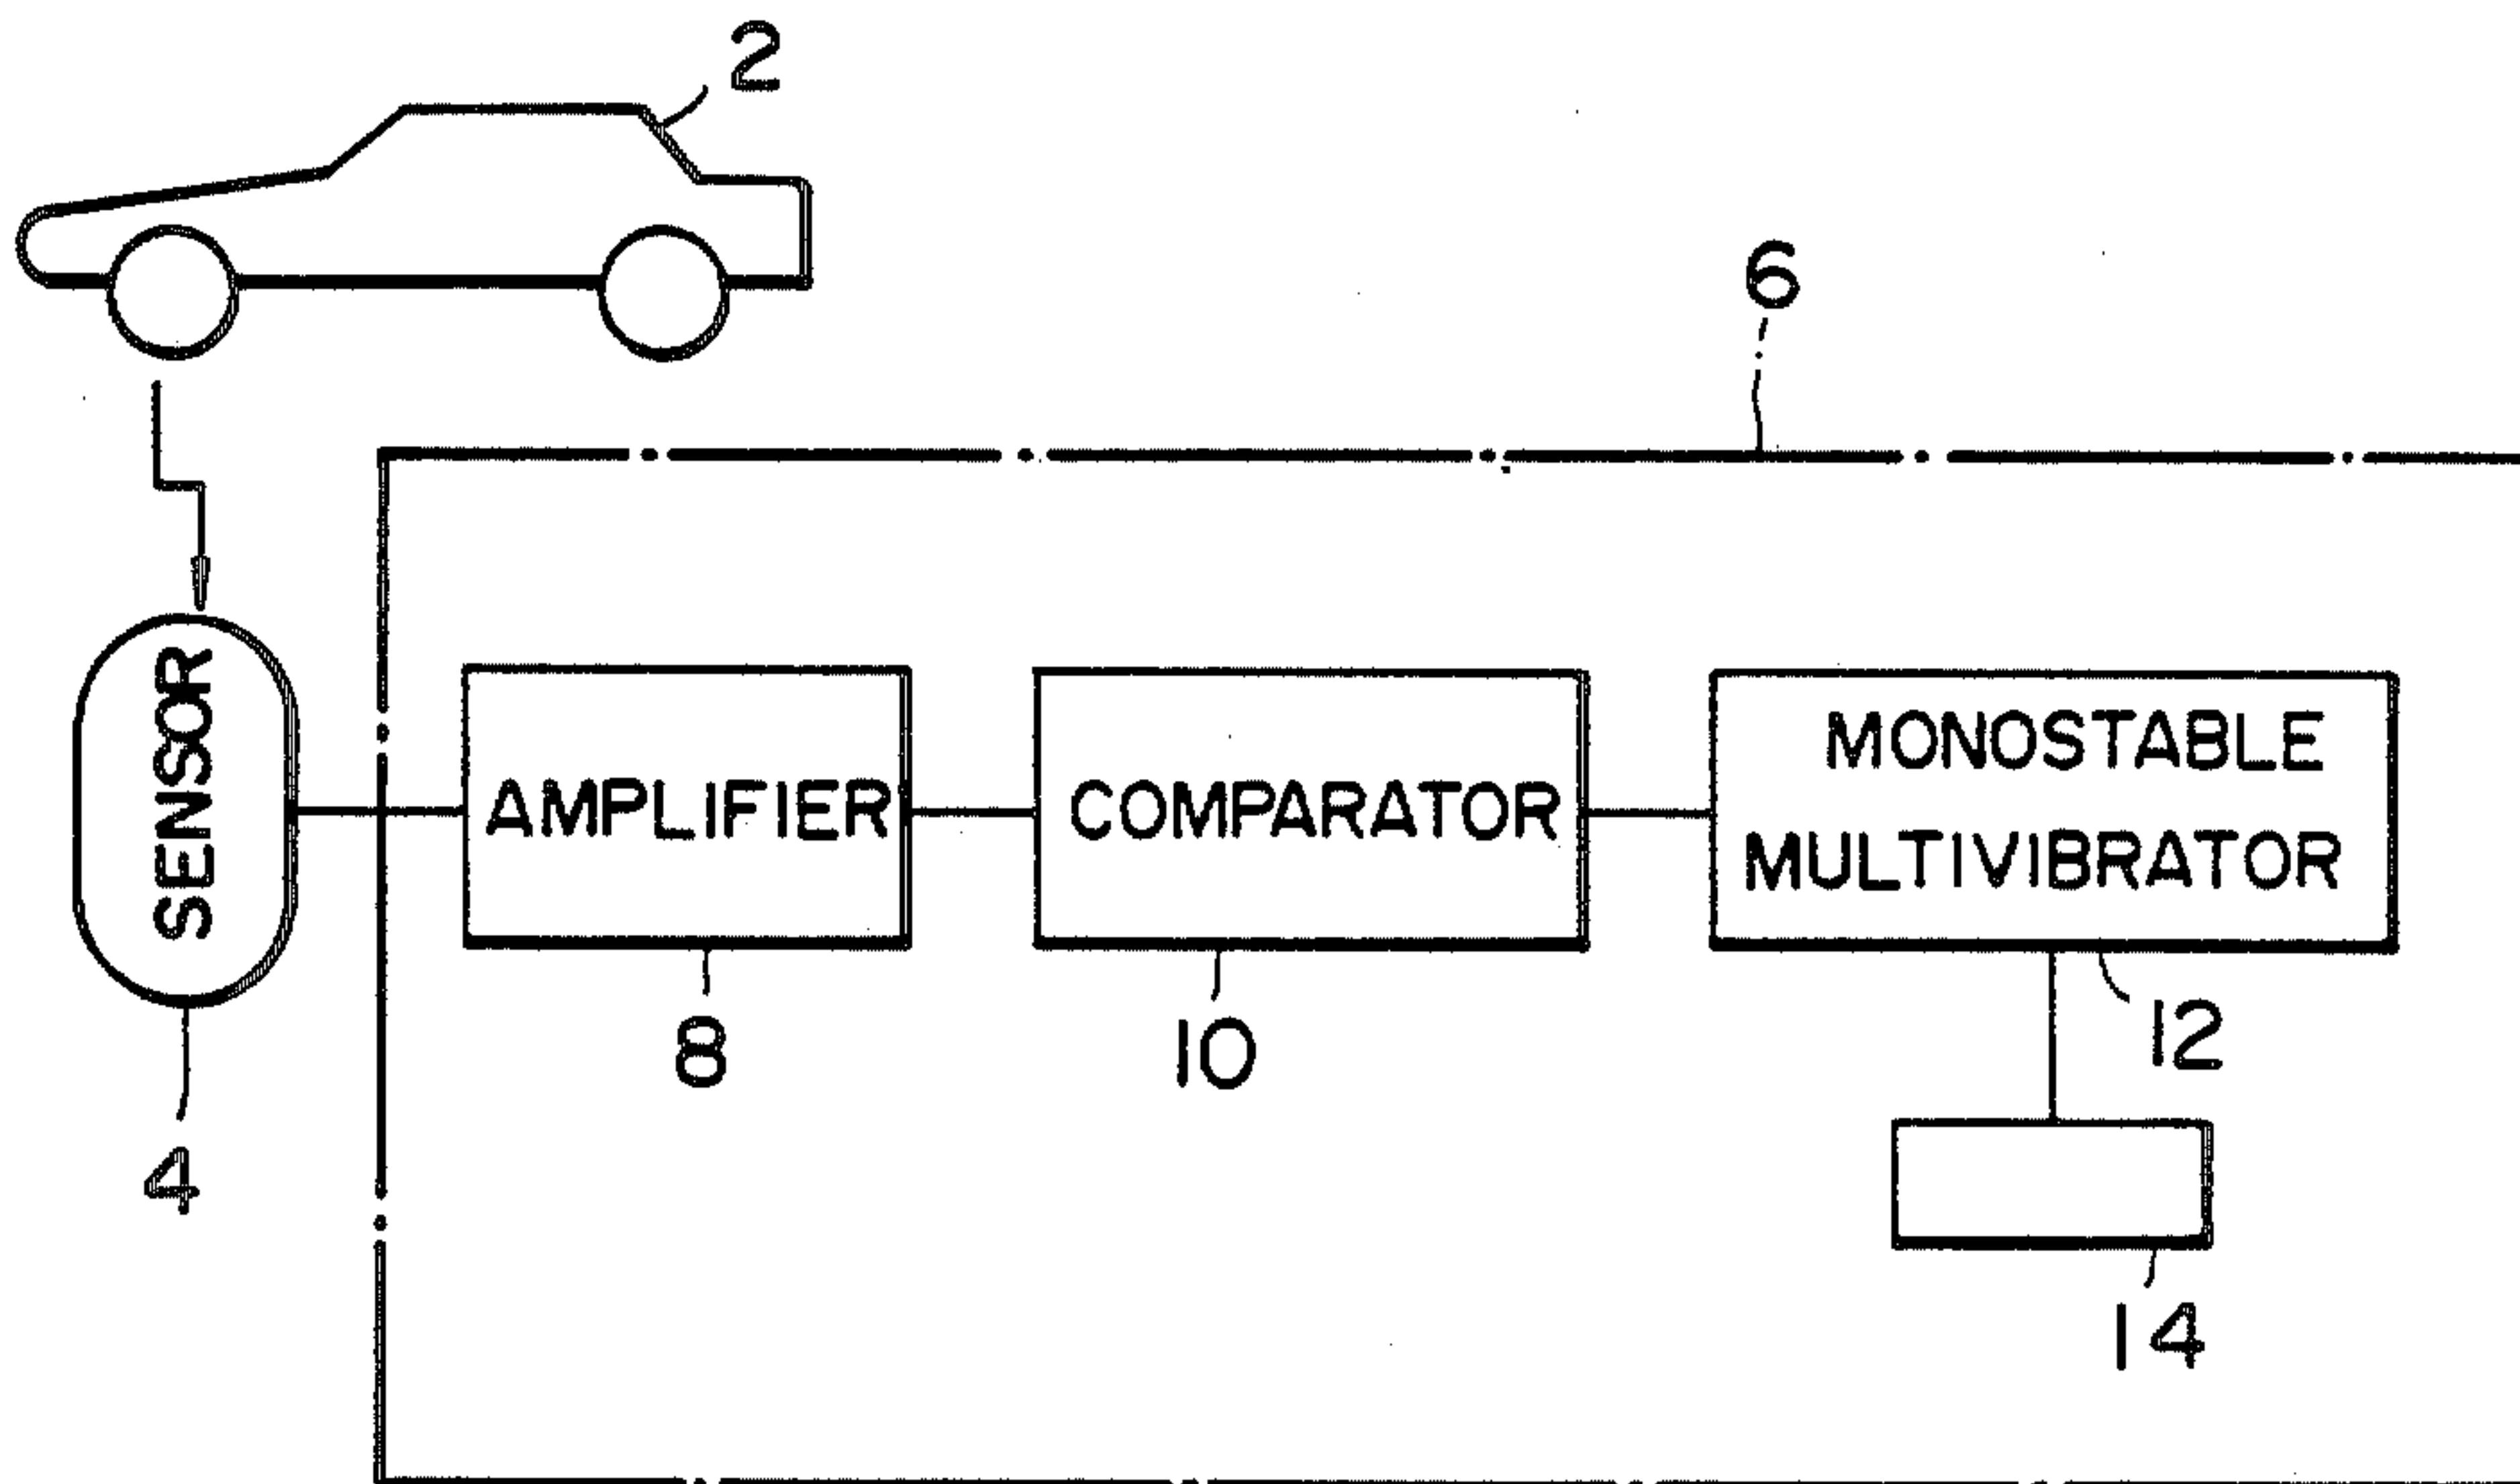 2
6
SENSOR
AMPLIFIER
COMPARATOR
MONOSTABLE
MULTIVIBRATOR
8
10
12
4
14